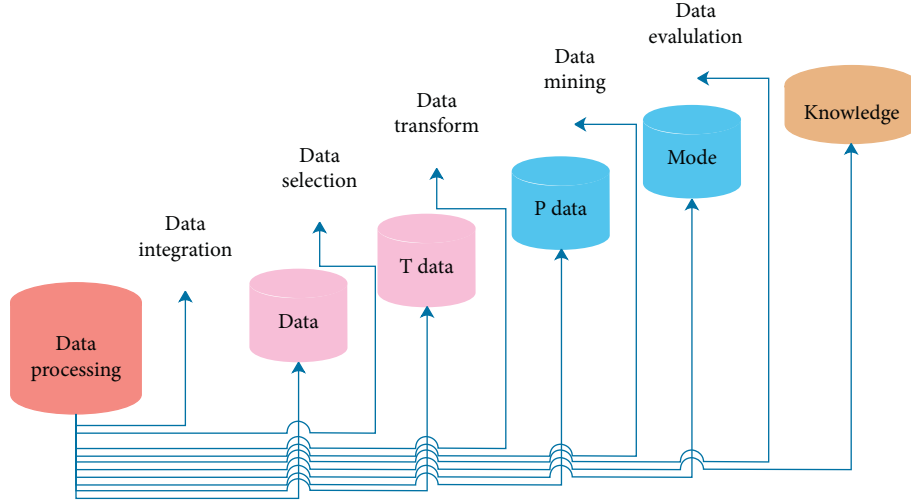 Data
processing
Data
integration
Data
Data
selection
T data
Data
transform
P data
Data
mining
Mode
Data
evalulation
Knowledge